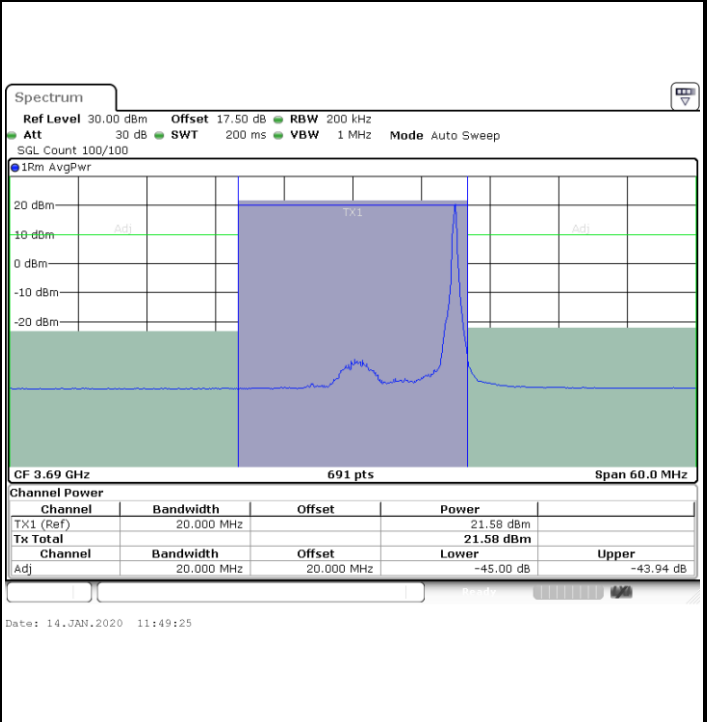 Spectrum
Ref Level 30.00 dBm Offset 17.50 dB RBW 200 kHz
Att 30 dB SWT 200 ms VBW 1 MHz Mode Auto Sweep
SGL Count 100/100
1Rm AvgPwr
20 dBm
TX1
Adj Adj
10 dBm
0 dBm
-10 dBm
-20 dBm
CF 3.69 GHz 691 pts Span 60.0 MHz
Channel Power
Channel Bandwidth Offset Power
TX1 (Ref) 20.000 MHz 21.58 dBm
Tx Total 21.58 dBm
Channel Bandwidth Offset Lower Upper
Adj 20.000 MHz 20.000 MHz -45.00 dB -43.94 dB
Ready
Date: 14.JAN.2020 11:49:25